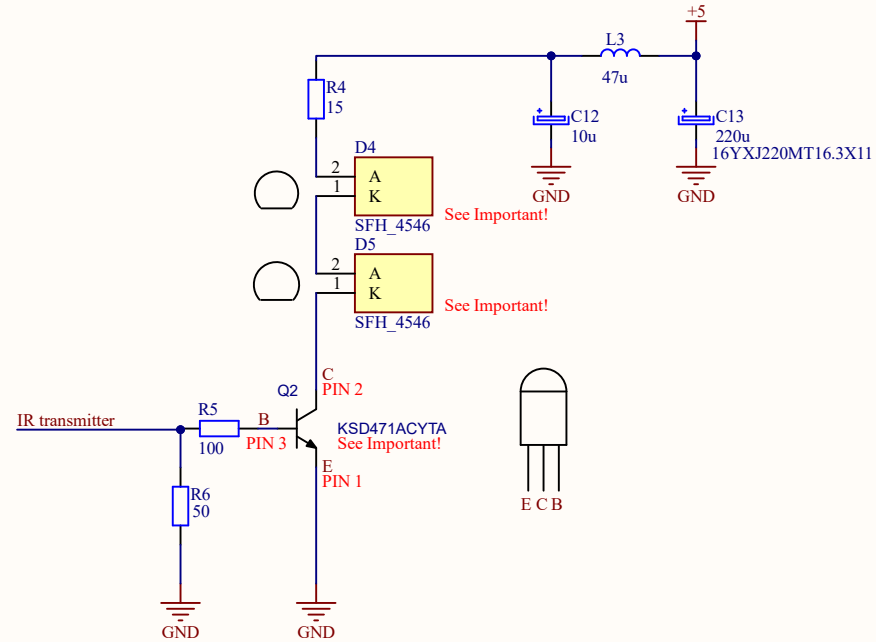 +5
L3
47u
R4
15
C12
10u
C13
220u
16YXJ220MT16.3X11
GND
GND
D4
2
1
A
K
See Important!
SFH_4546
D5
2
1
A
K
See Important!
SFH_4546
C
PIN 2
Q2
IR transmitter
R5
100
B
PIN 3
KSD471ACYTA
See Important!
E
PIN 1
R6
50
E C B
GND
GND